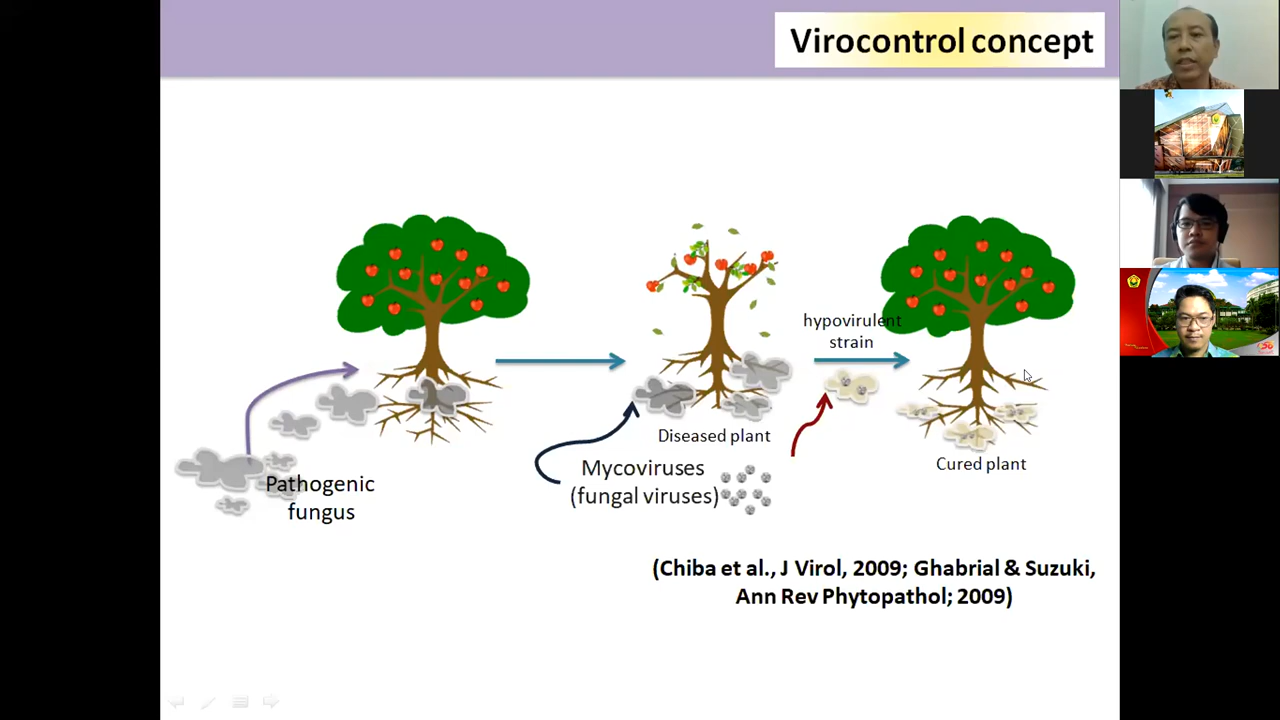 Virocontrol concept
hypovirulent
strain
Diseased plant
Cured plant
Mycoviruses
(fungal viruses)
Pathogenic
fungus
(Chiba et al., J Virol, 2009; Ghabrial & Suzuki,
Ann Rev Phytopathol; 2009)